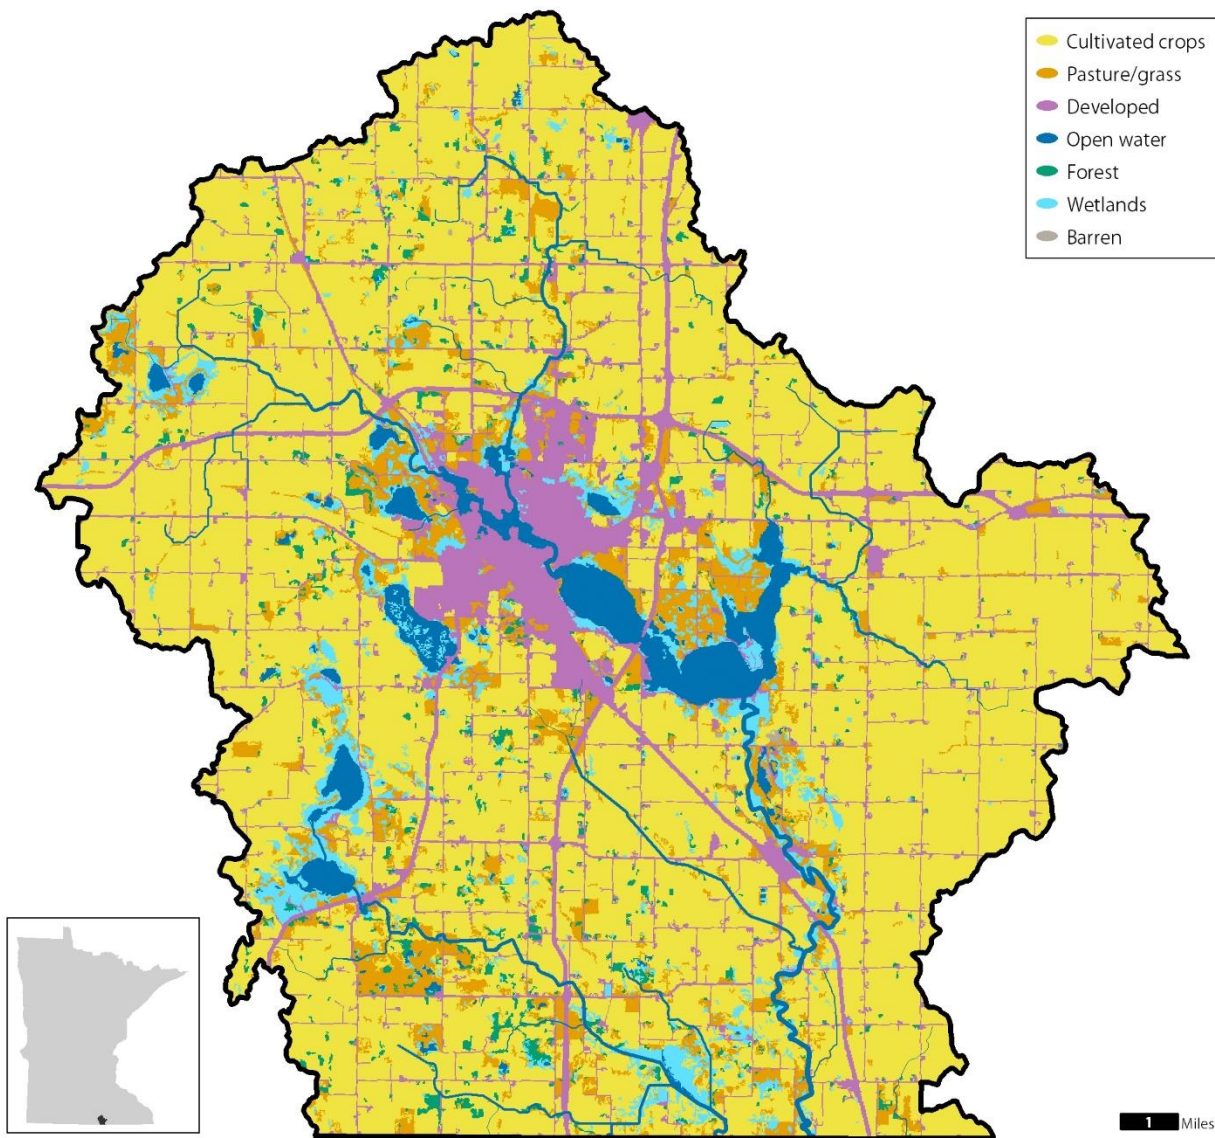 Cultivated crops
Pasture/grass
Developed
Open water
Forest
Wetlands
Barren
1 Miles